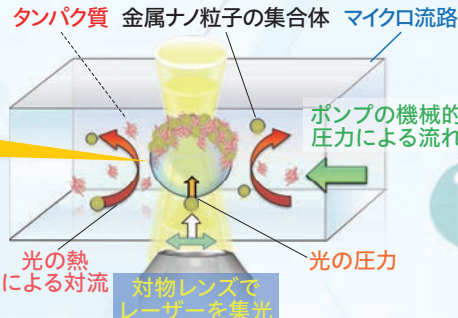 タンパク質
金属ナノ粒子の集合体
マイクロ流路
ポンプの機械的
圧力による流れ
光の熱
による対流
光の圧力
対物レンズで
レーザーを集光